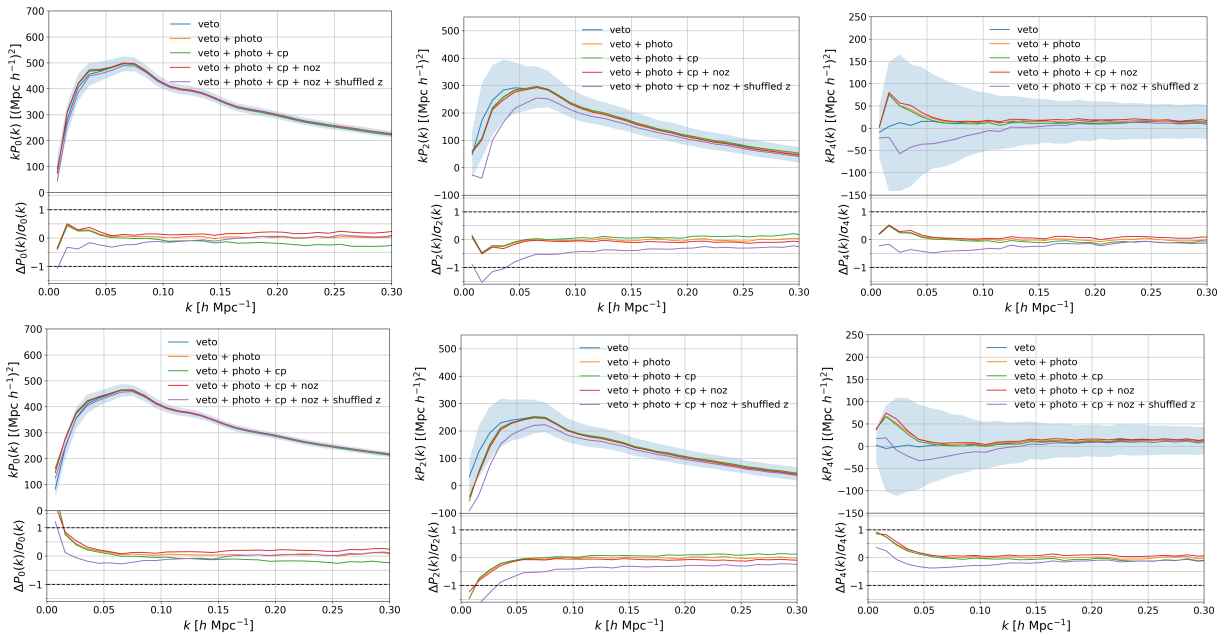 700
600
500
400
300
200
100
0
kP₀(k) [(Mpc h⁻¹)²]
veto
veto + photo
veto + photo + cp
veto + photo + cp + noz
veto + photo + cp + noz + shuffled z
1
0
−1
ΔP₀(k)/σ₀(k)
0.00 0.05 0.10 0.15 0.20 0.25 0.30
k [h Mpc⁻¹]
550
500
400
300
200
100
0
−100
kP₂(k) [(Mpc h⁻¹)²]
veto
veto + photo
veto + photo + cp
veto + photo + cp + noz
veto + photo + cp + noz + shuffled z
1
0
−1
ΔP₂(k)/σ₂(k)
0.00 0.05 0.10 0.15 0.20 0.25 0.30
k [h Mpc⁻¹]
250
200
150
100
50
0
−50
−100
−150
kP₄(k) [(Mpc h⁻¹)²]
veto
veto + photo
veto + photo + cp
veto + photo + cp + noz
veto + photo + cp + noz + shuffled z
1
0
−1
ΔP₄(k)/σ₄(k)
0.00 0.05 0.10 0.15 0.20 0.25 0.30
k [h Mpc⁻¹]
700
600
500
400
300
200
100
0
kP₀(k) [(Mpc h⁻¹)²]
veto
veto + photo
veto + photo + cp
veto + photo + cp + noz
veto + photo + cp + noz + shuffled z
1
0
−1
ΔP₀(k)/σ₀(k)
0.00 0.05 0.10 0.15 0.20 0.25 0.30
k [h Mpc⁻¹]
550
500
400
300
200
100
0
−100
kP₂(k) [(Mpc h⁻¹)²]
veto
veto + photo
veto + photo + cp
veto + photo + cp + noz
veto + photo + cp + noz + shuffled z
1
0
−1
ΔP₂(k)/σ₂(k)
0.00 0.05 0.10 0.15 0.20 0.25 0.30
k [h Mpc⁻¹]
250
200
150
100
50
0
−50
−100
−150
kP₄(k) [(Mpc h⁻¹)²]
veto
veto + photo
veto + photo + cp
veto + photo + cp + noz
veto + photo + cp + noz + shuffled z
1
0
−1
ΔP₄(k)/σ₄(k)
0.00 0.05 0.10 0.15 0.20 0.25 0.30
k [h Mpc⁻¹]